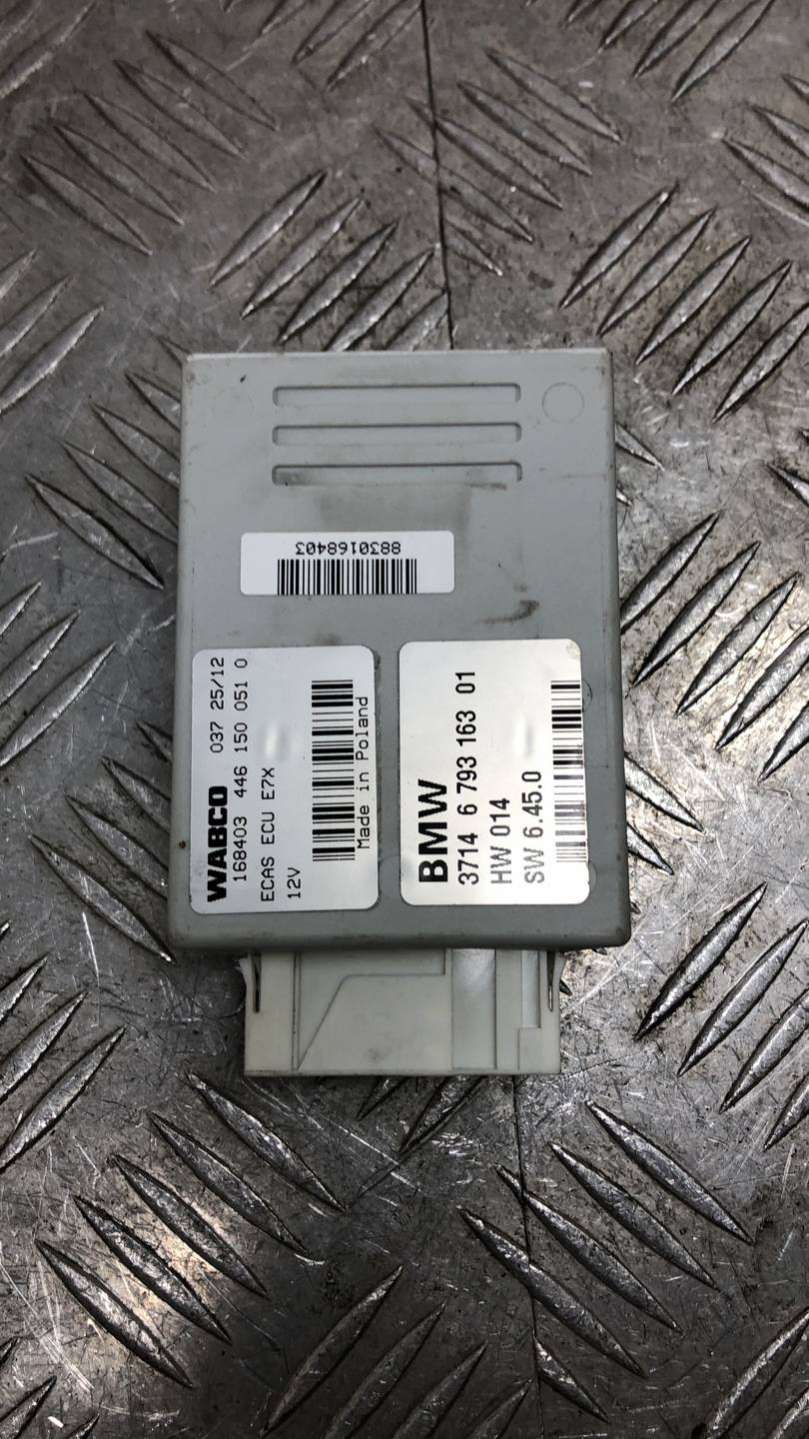 88301168403
WABCO 037 25/12
168403 446 150 051 0
ECAS ECU E7X
12V
Made in Poland
BMW
3714 6 793 163 01
HW 014
SW 6.45.0